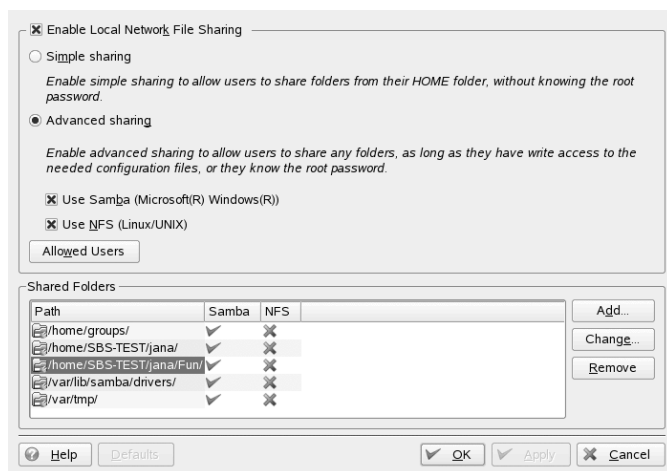 Enable Local Network File Sharing
Simple sharing
Enable simple sharing to allow users to share folders from their HOME folder, without knowing the root
password.
Advanced sharing
Enable advanced sharing to allow users to share any folders, as long as they have write access to the
needed configuration files, or they know the root password.
Use Samba (Microsoft(R) Windows(R))
Use NFS (Linux/UNIX)
Allowed Users
Shared Folders
Path Samba NFS
/home/groups/
/home/SBS-TEST/jana/
/home/SBS-TEST/jana/Fun/
/var/lib/samba/drivers/
/var/tmp/
Add...
Change...
Remove
Help Defaults OK Apply Cancel